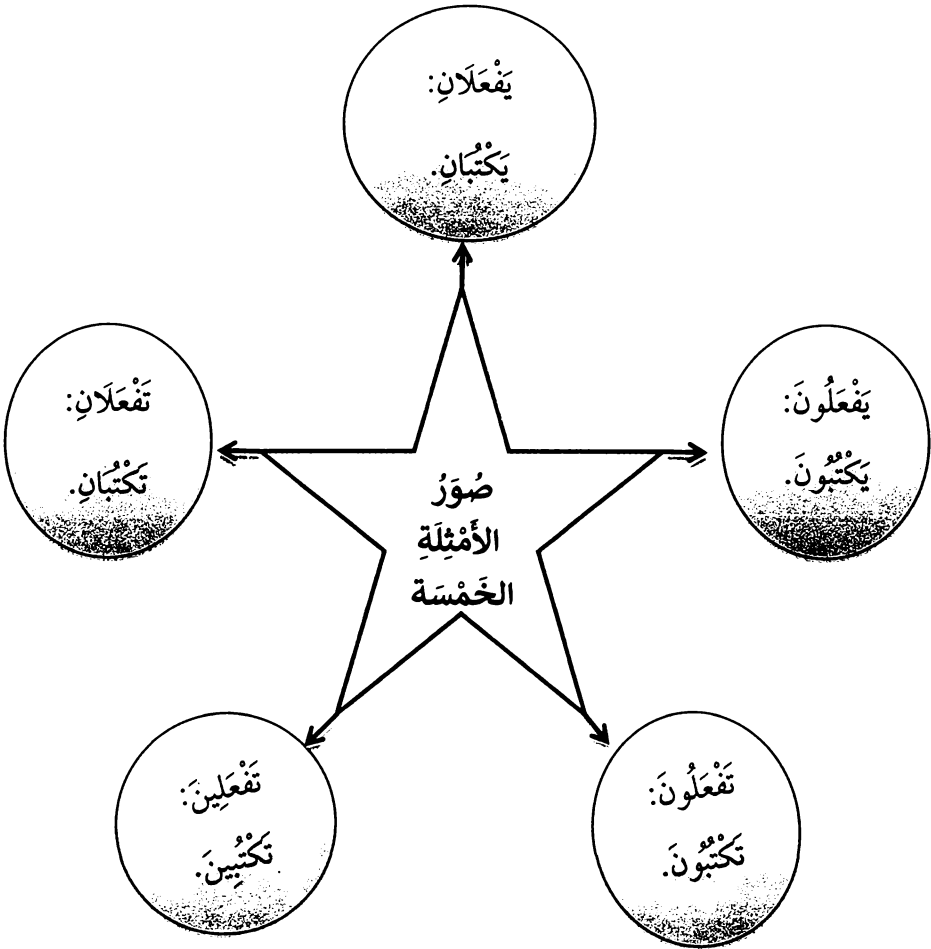 يَفْعَلَانِ:
يَكْتُبَانِ.
يَفْعَلُونَ:
يَكْتُبُونَ.
تَفْعَلَانِ:
تَكْتُبَانِ.
صُوَرُ
الأَمْثِلَةِ
الخَمْسَة
تَفْعَلُونَ:
تَكْتُبُونَ.
تَفْعَلِينَ:
تَكْتُبِينَ.